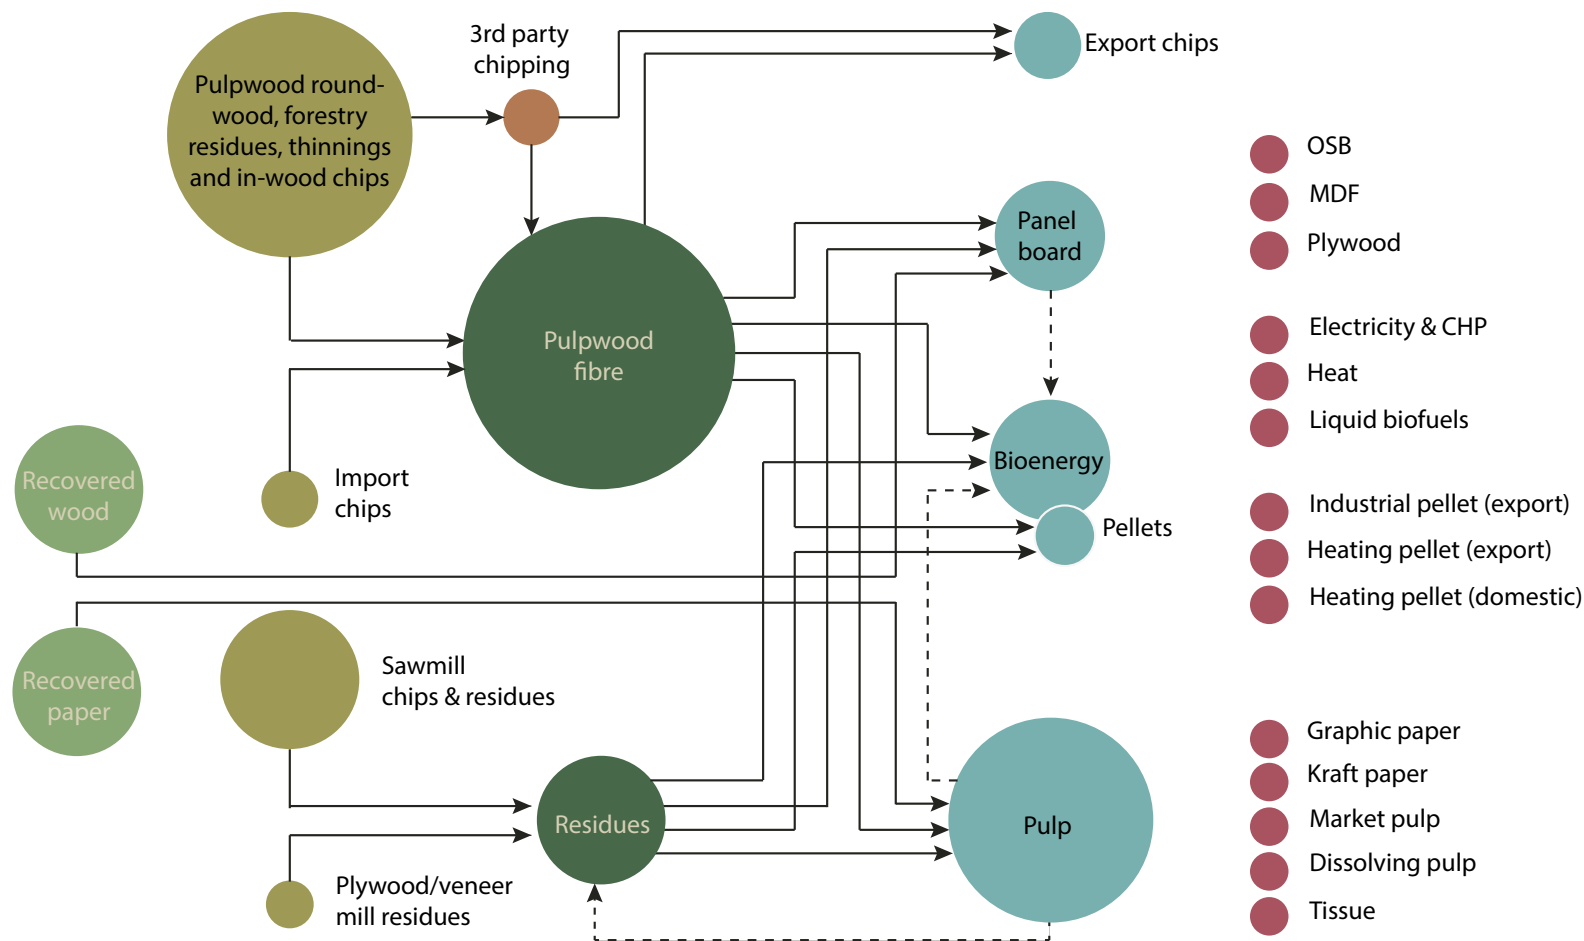 3rd party
chipping
Export chips
Pulpwood round-
wood, forestry
residues, thinnings
and in-wood chips
OSB
MDF
Plywood
Panel
board
Pulpwood
fibre
Electricity & CHP
Heat
Liquid biofuels
Recovered
wood
Import
chips
Bioenergy
Pellets
Industrial pellet (export)
Heating pellet (export)
Heating pellet (domestic)
Recovered
paper
Sawmill
chips & residues
Residues
Plywood/veneer
mill residues
Pulp
Graphic paper
Kraft paper
Market pulp
Dissolving pulp
Tissue